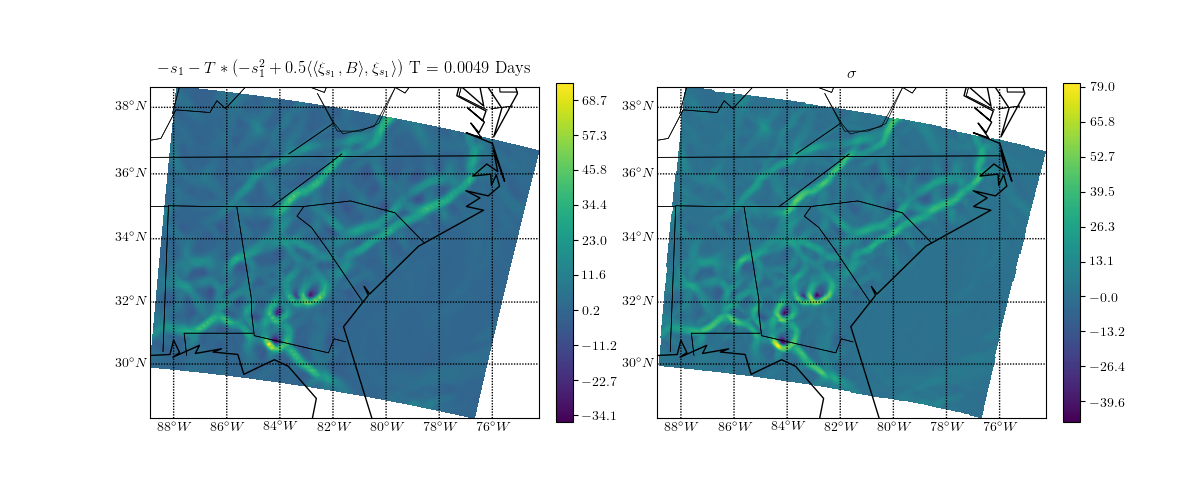 $-s_1 - T * (-s_1^2 + 0.5\langle\langle \xi_{s_1}, B\rangle, \xi_{s_1}\rangle)$ T = 0.0049 Days
38°N
36°N
34°N
32°N
30°N
88°W 86°W 84°W 82°W 80°W 78°W 76°W
68.7
57.3
45.8
34.4
23.0
11.6
0.2
−11.2
−22.7
−34.1
σ
38°N
36°N
34°N
32°N
30°N
88°W 86°W 84°W 82°W 80°W 78°W 76°W
79.0
65.8
52.7
39.5
26.3
13.1
−0.0
−13.2
−26.4
−39.6